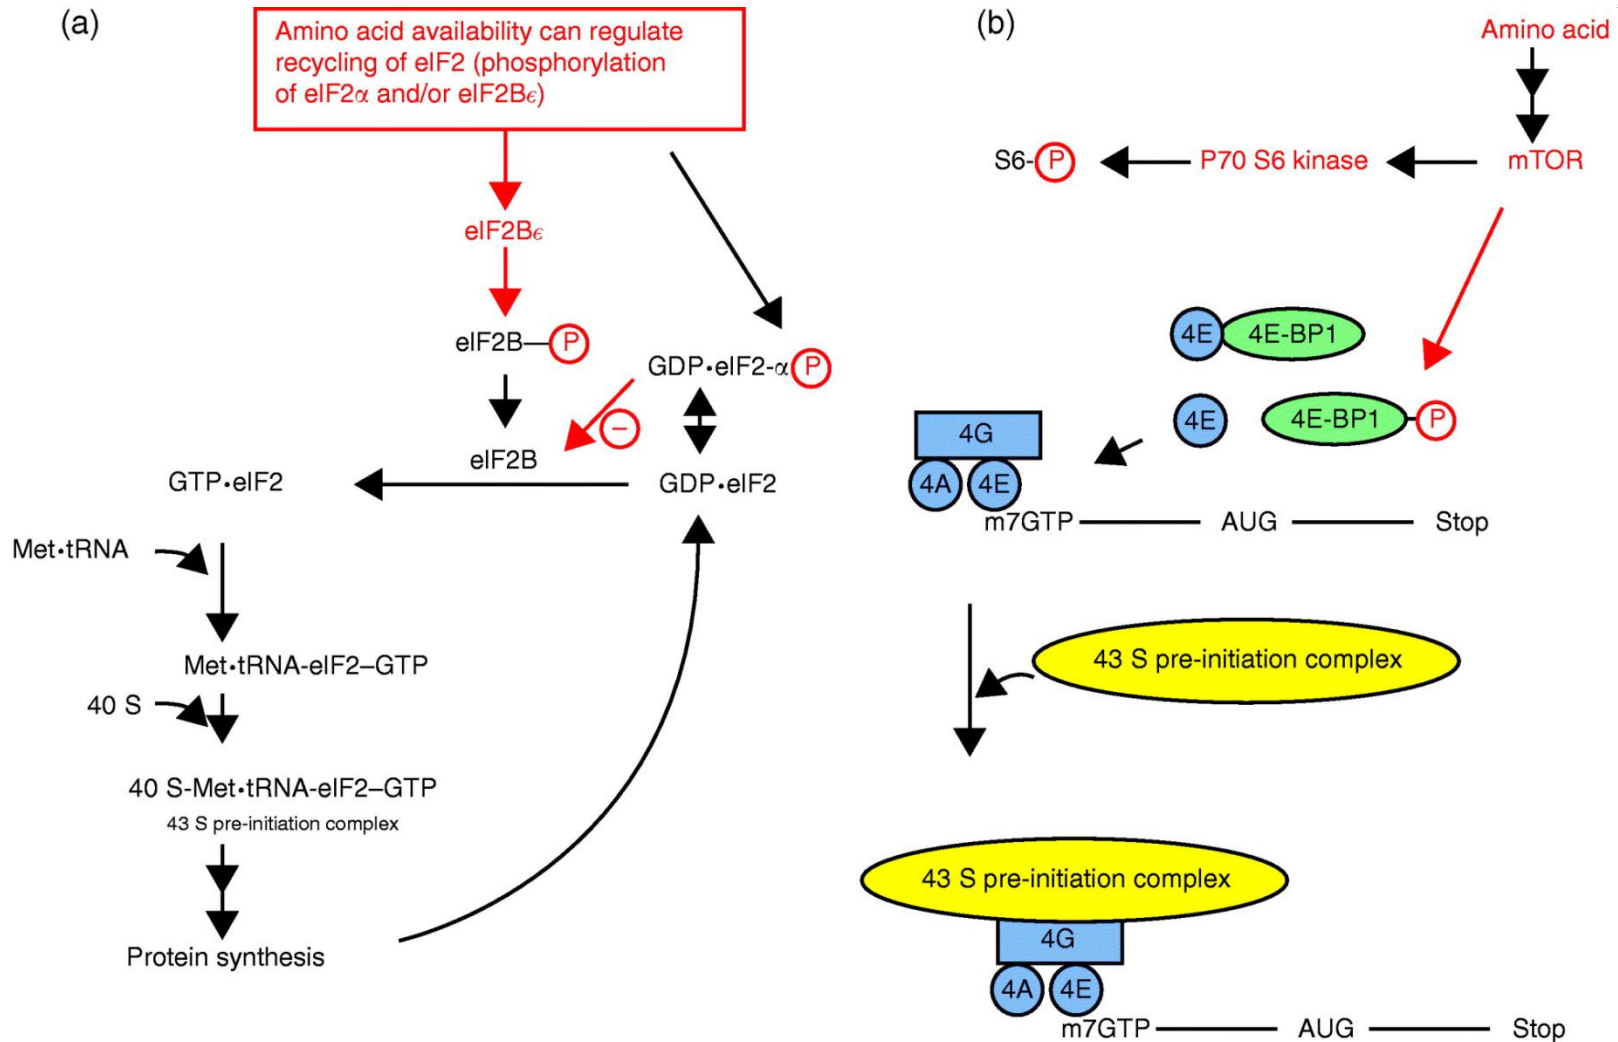 (a)
Amino acid availability can regulate
recycling of eIF2 (phosphorylation
of eIF2α and/or eIF2Bϵ)
eIF2Bϵ
eIF2B—P
GDP•eIF2-αP
–
eIF2B
GTP•eIF2
GDP•eIF2
Met•tRNA
Met•tRNA-eIF2–GTP
40 S
40 S-Met•tRNA-eIF2–GTP
43 S pre-initiation complex
Protein synthesis
(b)
Amino acid
S6-P P70 S6 kinase mTOR
4E 4E-BP1
4E 4E-BP1-P
4G
4A 4E
m7GTP — AUG — Stop
43 S pre-initiation complex
43 S pre-initiation complex
4G
4A 4E
m7GTP — AUG — Stop